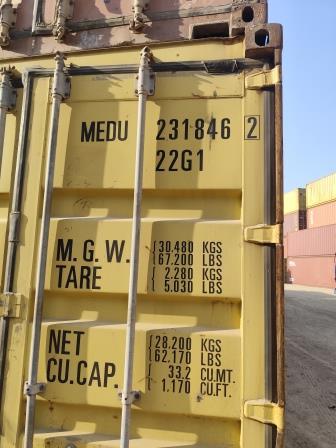 MEDU 231846 2
22G1
M.G.W. 30.480 KGS
67.200 LBS
TARE 2.280 KGS
5.030 LBS
NET 28.200 KGS
62.170 LBS
CU.CAP. 33.2 CU.MT.
1.170 CU.FT.